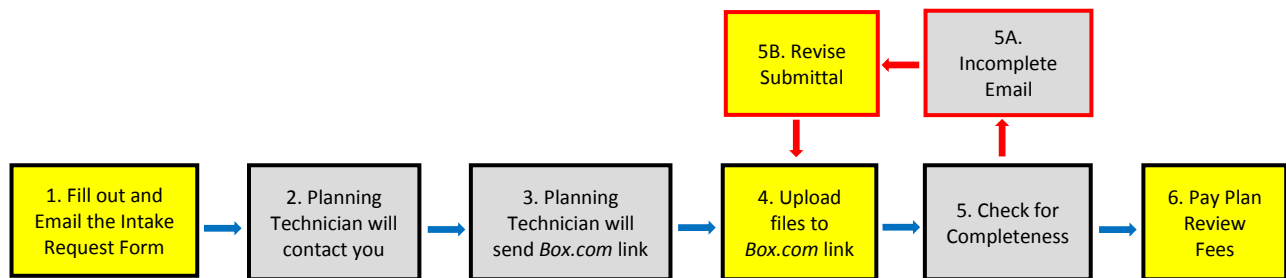 5B. Revise
Submittal
5A.
Incomplete
Email
1. Fill out and
Email the Intake
Request Form
2. Planning
Technician will
contact you
3. Planning
Technician will
send Box.com link
4. Upload
files to
Box.com link
5. Check for
Completeness
6. Pay Plan
Review
Fees